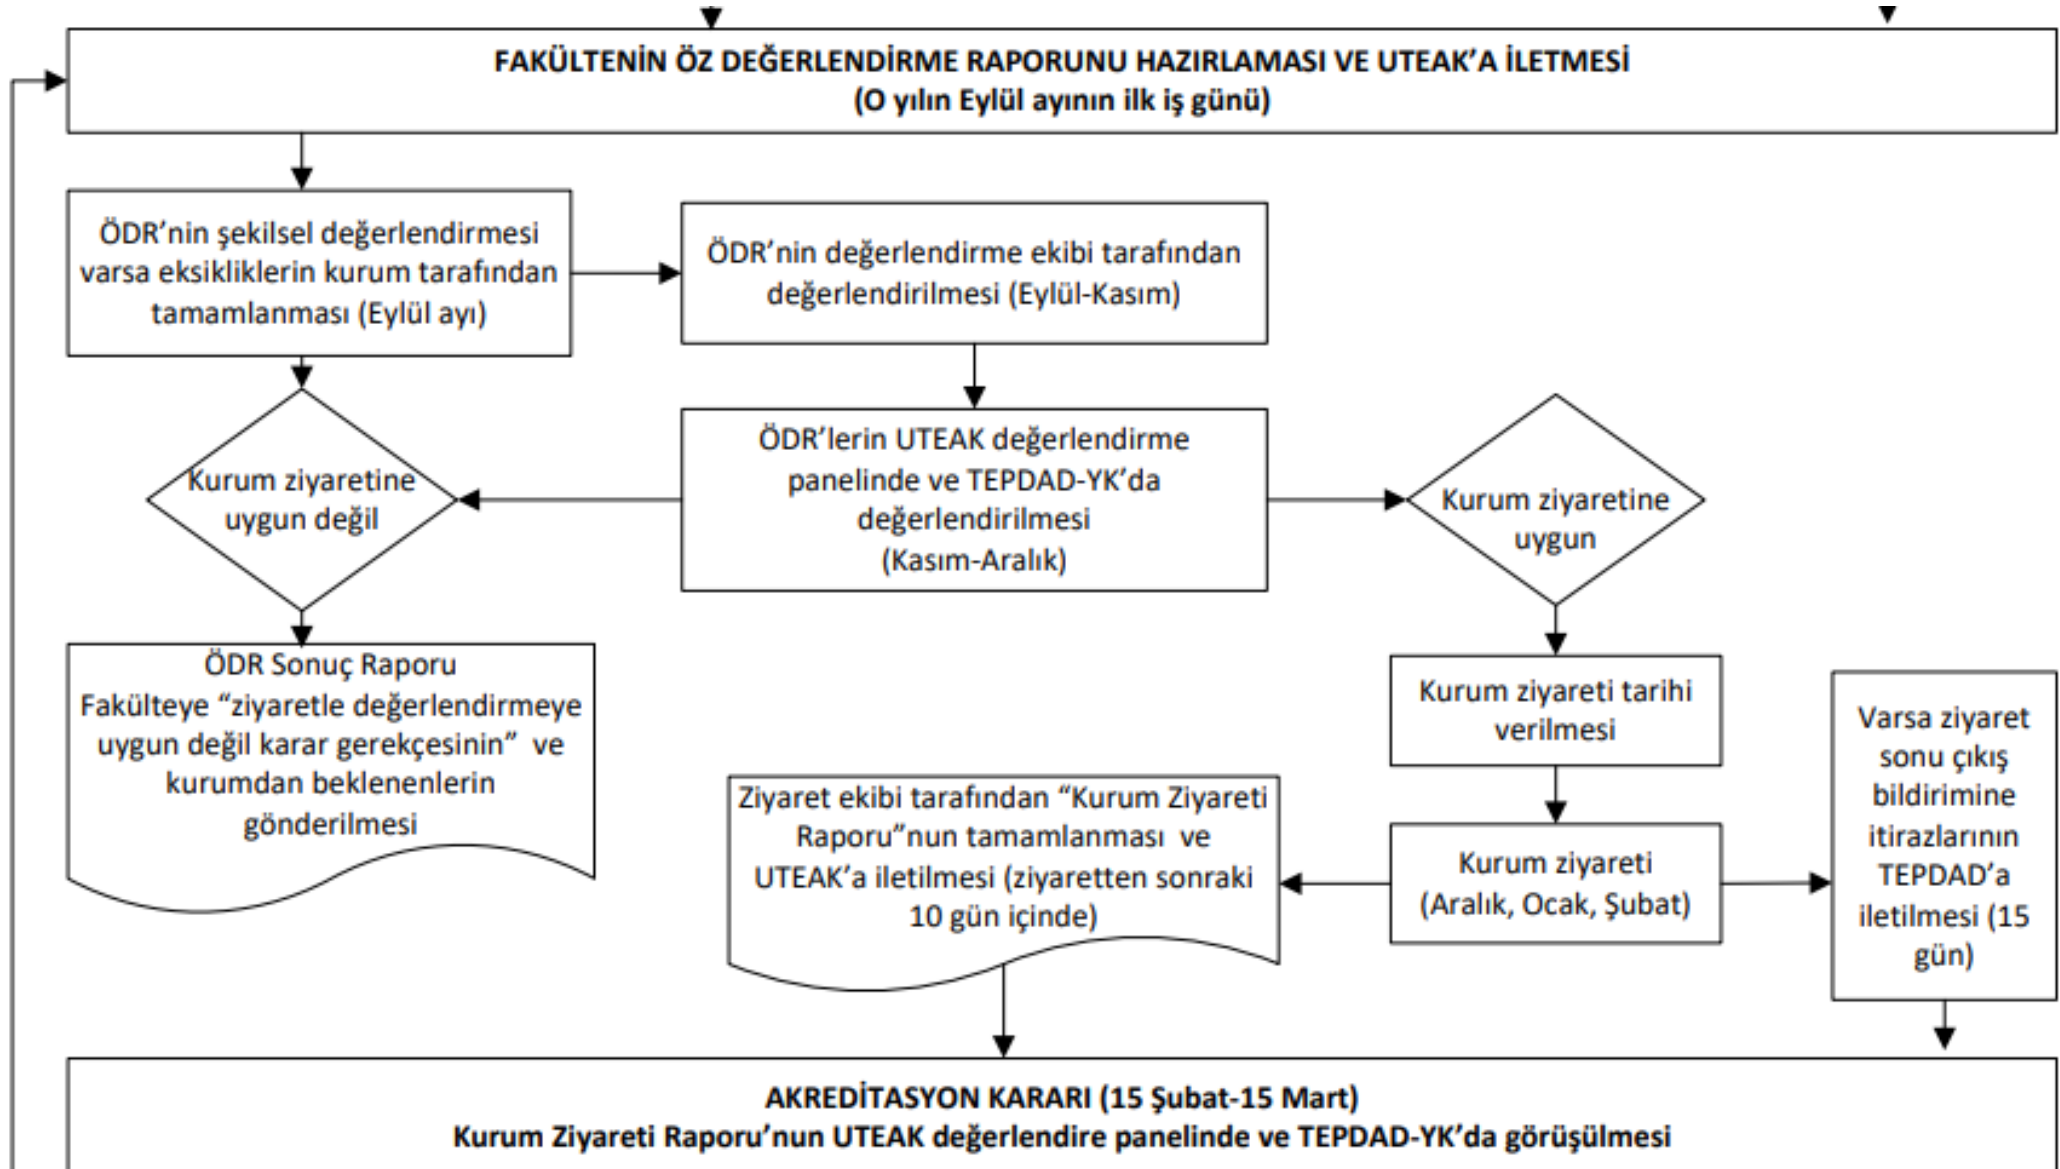 FAKÜLTENİN ÖZ DEĞERLENDİRME RAPORUNU HAZIRLAMASI VE UTEAK’A İLETMESİ
(O yılın Eylül ayının ilk iş günü)
ÖDR’nin şekilsel değerlendirmesi
varsa eksikliklerin kurum tarafından
tamamlanması (Eylül ayı)
ÖDR’nin değerlendirme ekibi tarafından
değerlendirilmesi (Eylül-Kasım)
Kurum ziyaretine
uygun değil
ÖDR’lerin UTEAK değerlendirme
panelinde ve TEPDAD-YK’da
değerlendirilmesi
(Kasım-Aralık)
Kurum ziyaretine
uygun
ÖDR Sonuç Raporu
Fakülteye “ziyaretle değerlendirmeye
uygun değil karar gerekçesinin” ve
kurumdan beklenenlerin
gönderilmesi
Kurum ziyareti tarihi
verilmesi
Ziyaret ekibi tarafından “Kurum Ziyareti
Raporu”nun tamamlanması ve
UTEAK’a iletilmesi (ziyaretten sonraki
10 gün içinde)
Kurum ziyareti
(Aralık, Ocak, Şubat)
Varsa ziyaret
sonu çıkış
bildirimine
itirazlarının
TEPDAD’a
iletilmesi (15
gün)
AKREDİTASYON KARARI (15 Şubat-15 Mart)
Kurum Ziyareti Raporu’nun UTEAK değerlendire panelinde ve TEPDAD-YK’da görüşülmesi